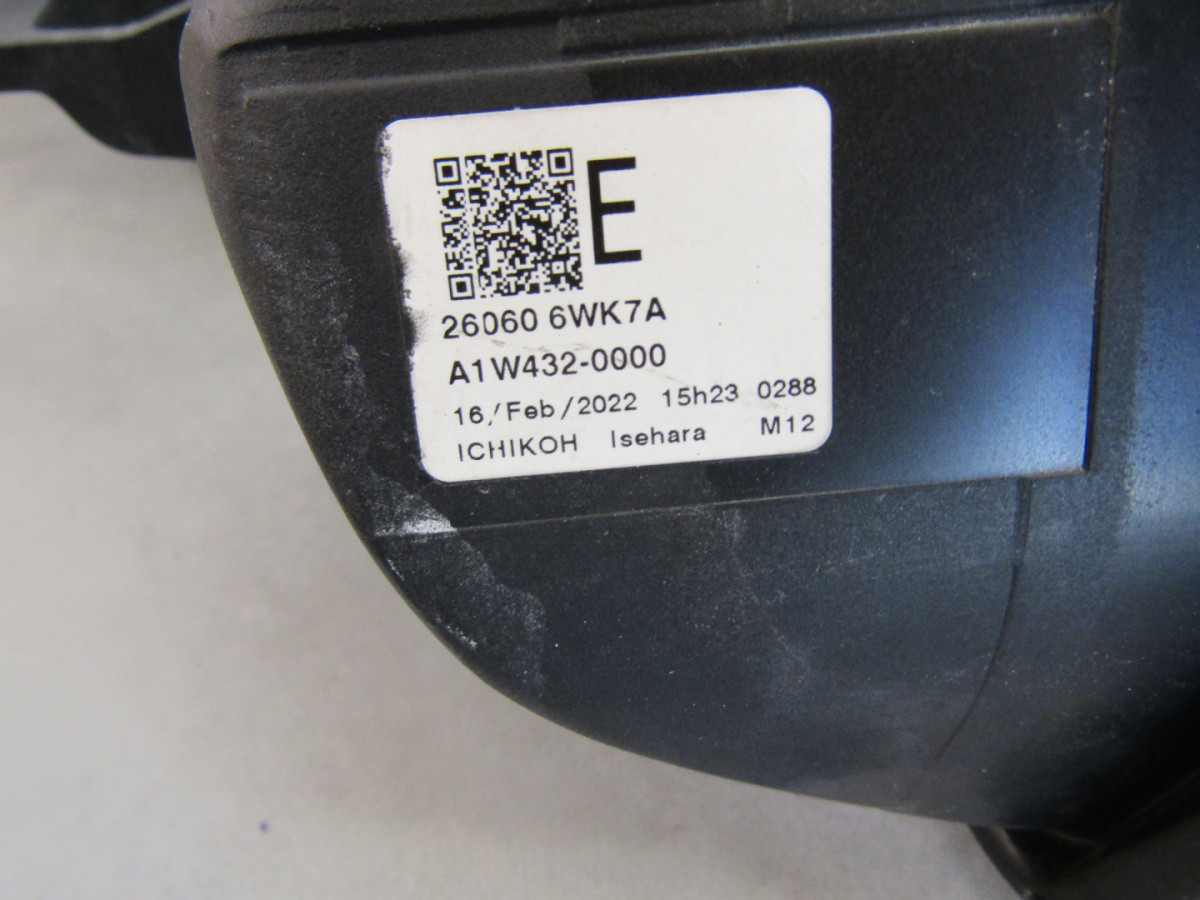 E
26060 6WK7A
A1W432-0000
16/Feb/2022 15h23 0288
ICHIKOH Isehara M12